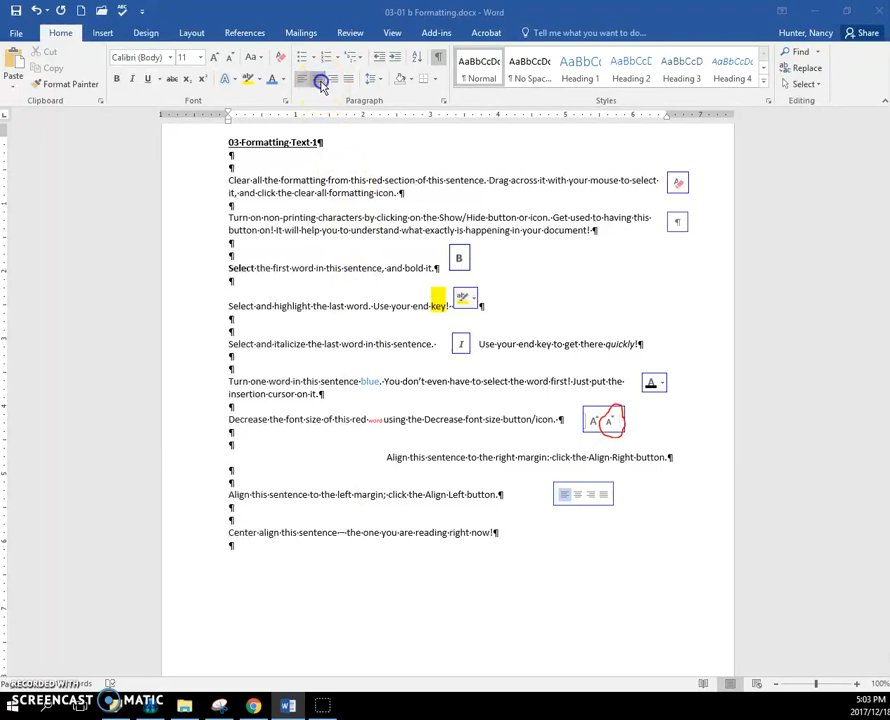 03-01 b Formatting.docx - Word
Hunter, Nancy
File Home Insert Design Layout References Mailings Review View Add-ins Acrobat Tell me what you want to do... Share
Paste Cut Copy Format Painter
Calibri (Body) 11
AaBbCcDc AaBbCcDc AaBbCc AaBbCcD AaBbC AaBbCcD
¶ Normal ¶ No Spac... Heading 1 Heading 2 Heading 3 Heading 4
Find Replace Select
Clipboard Font Paragraph Styles Editing
03·Formatting·Text·1¶
¶
¶
Clear·all·the·formatting·from·this·red·section·of·this·sentence.·Drag·across·it·with·your·mouse·to·select·
it,·and·click·the·clear·all·formatting·icon.·¶
¶
Turn·on·non-printing·characters·by·clicking·on·the·Show/Hide·button·or·icon.·Get·used·to·having·this·
button·on!·It·will·help·you·to·understand·what·exactly·is·happening·in·your·document!·¶
¶
¶
Select·the·first·word·in·this·sentence,·and·bold·it.¶ B
¶
Select·and·highlight·the·last·word.·Use·your·end·key!·¶
¶
¶
Select·and·italicize·the·last·word·in·this·sentence.· I Use·your·end·key·to·get·there·quickly!¶
¶
¶
Turn·one·word·in·this·sentence·blue.·You·don't·even·have·to·select·the·word·first!·Just·put·the·
insertion·cursor·on·it.¶
¶
Decrease·the·font·size·of·this·red·word·using·the·Decrease·font·size·button/icon.·¶
¶
¶
Align·this·sentence·to·the·right·margin:·click·the·Align·Right·button.¶
¶
¶
Align·this·sentence·to·the·left·margin;·click·the·Align·Left·button.¶
¶
¶
Center·align·this·sentence·—·the·one·you·are·reading·right·now!¶
¶
RECORDED WITH
SCREENCAST MATIC
100%
5:03 PM
2017/12/18